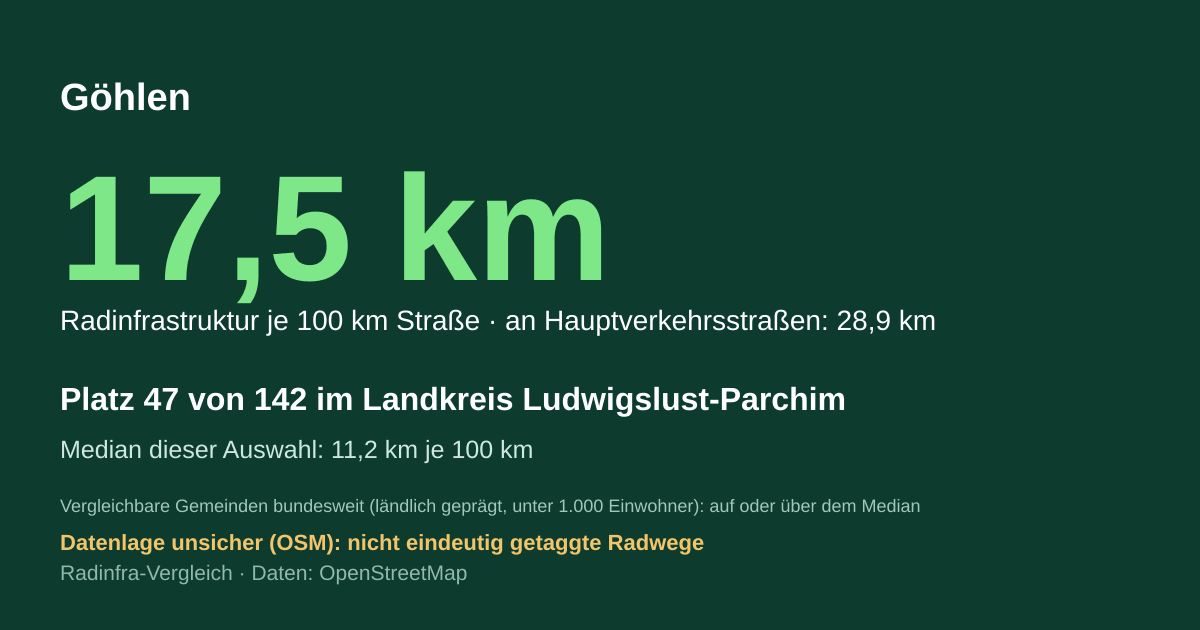 Göhlen
17,5 km
Radinfrastruktur je 100 km Straße · an Hauptverkehrsstraßen: 28,9 km
Platz 47 von 142 im Landkreis Ludwigslust-Parchim
Median dieser Auswahl: 11,2 km je 100 km
Vergleichbare Gemeinden bundesweit (ländlich geprägt, unter 1.000 Einwohner): auf oder über dem Median
Datenlage unsicher (OSM): nicht eindeutig getaggte Radwege
Radinfra-Vergleich · Daten: OpenStreetMap